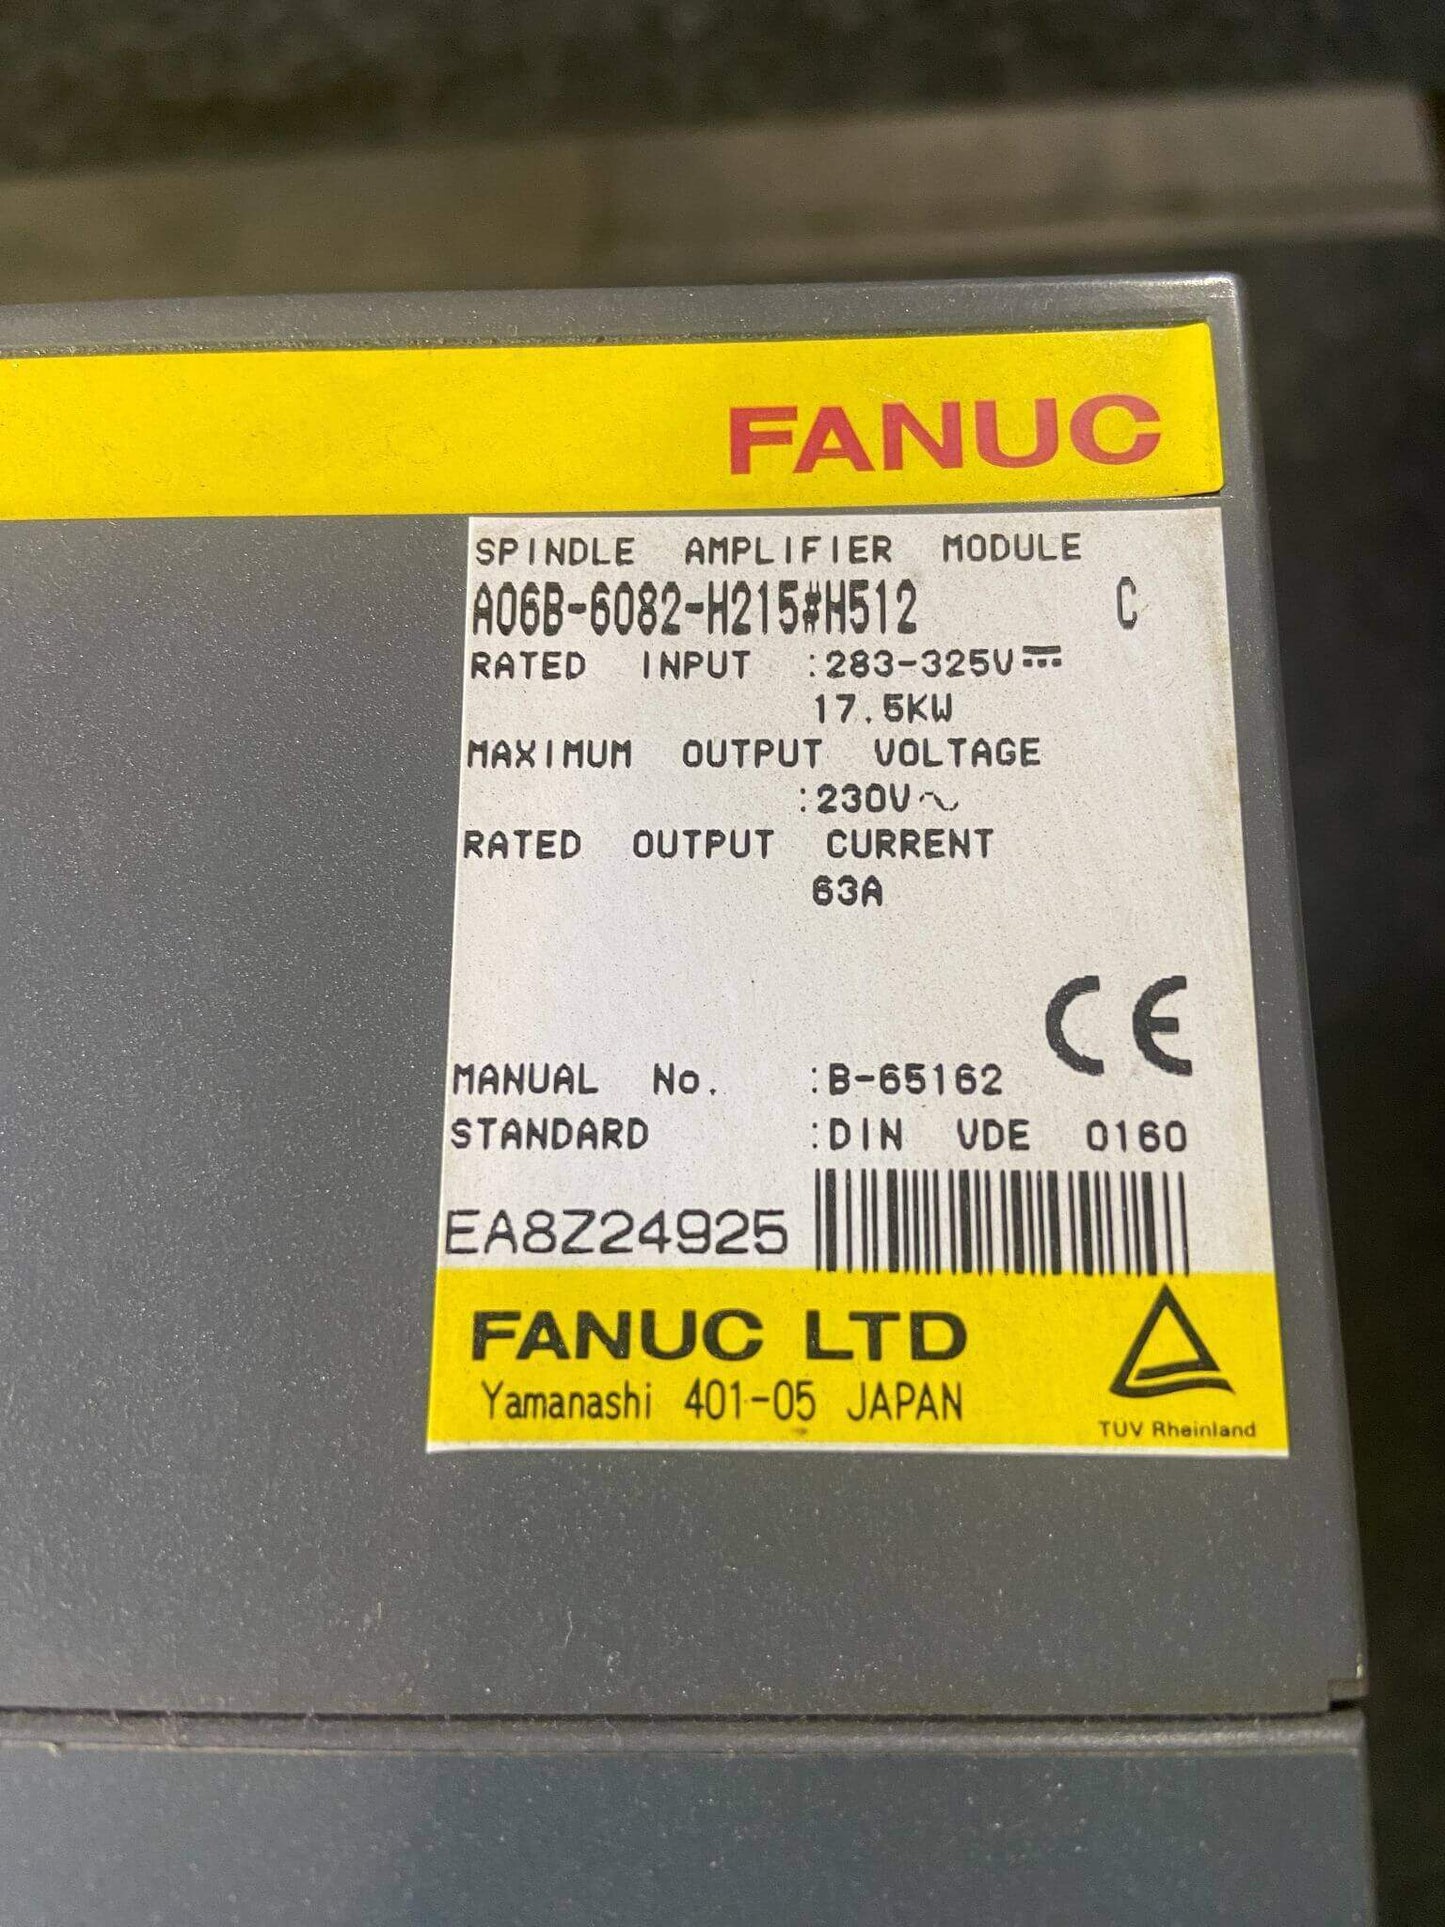 FANUC
SPINDLE AMPLIFIER MODULE
A06B-6082-H215#H512 C
RATED INPUT :283-325V⎓
17.5KW
MAXIMUM OUTPUT VOLTAGE
:230V∿
RATED OUTPUT CURRENT
63A
CE
MANUAL No. :B-65162
STANDARD :DIN VDE 0160
EA8Z24925
FANUC LTD
Yamanashi 401-05 JAPAN
TÜV Rheinland